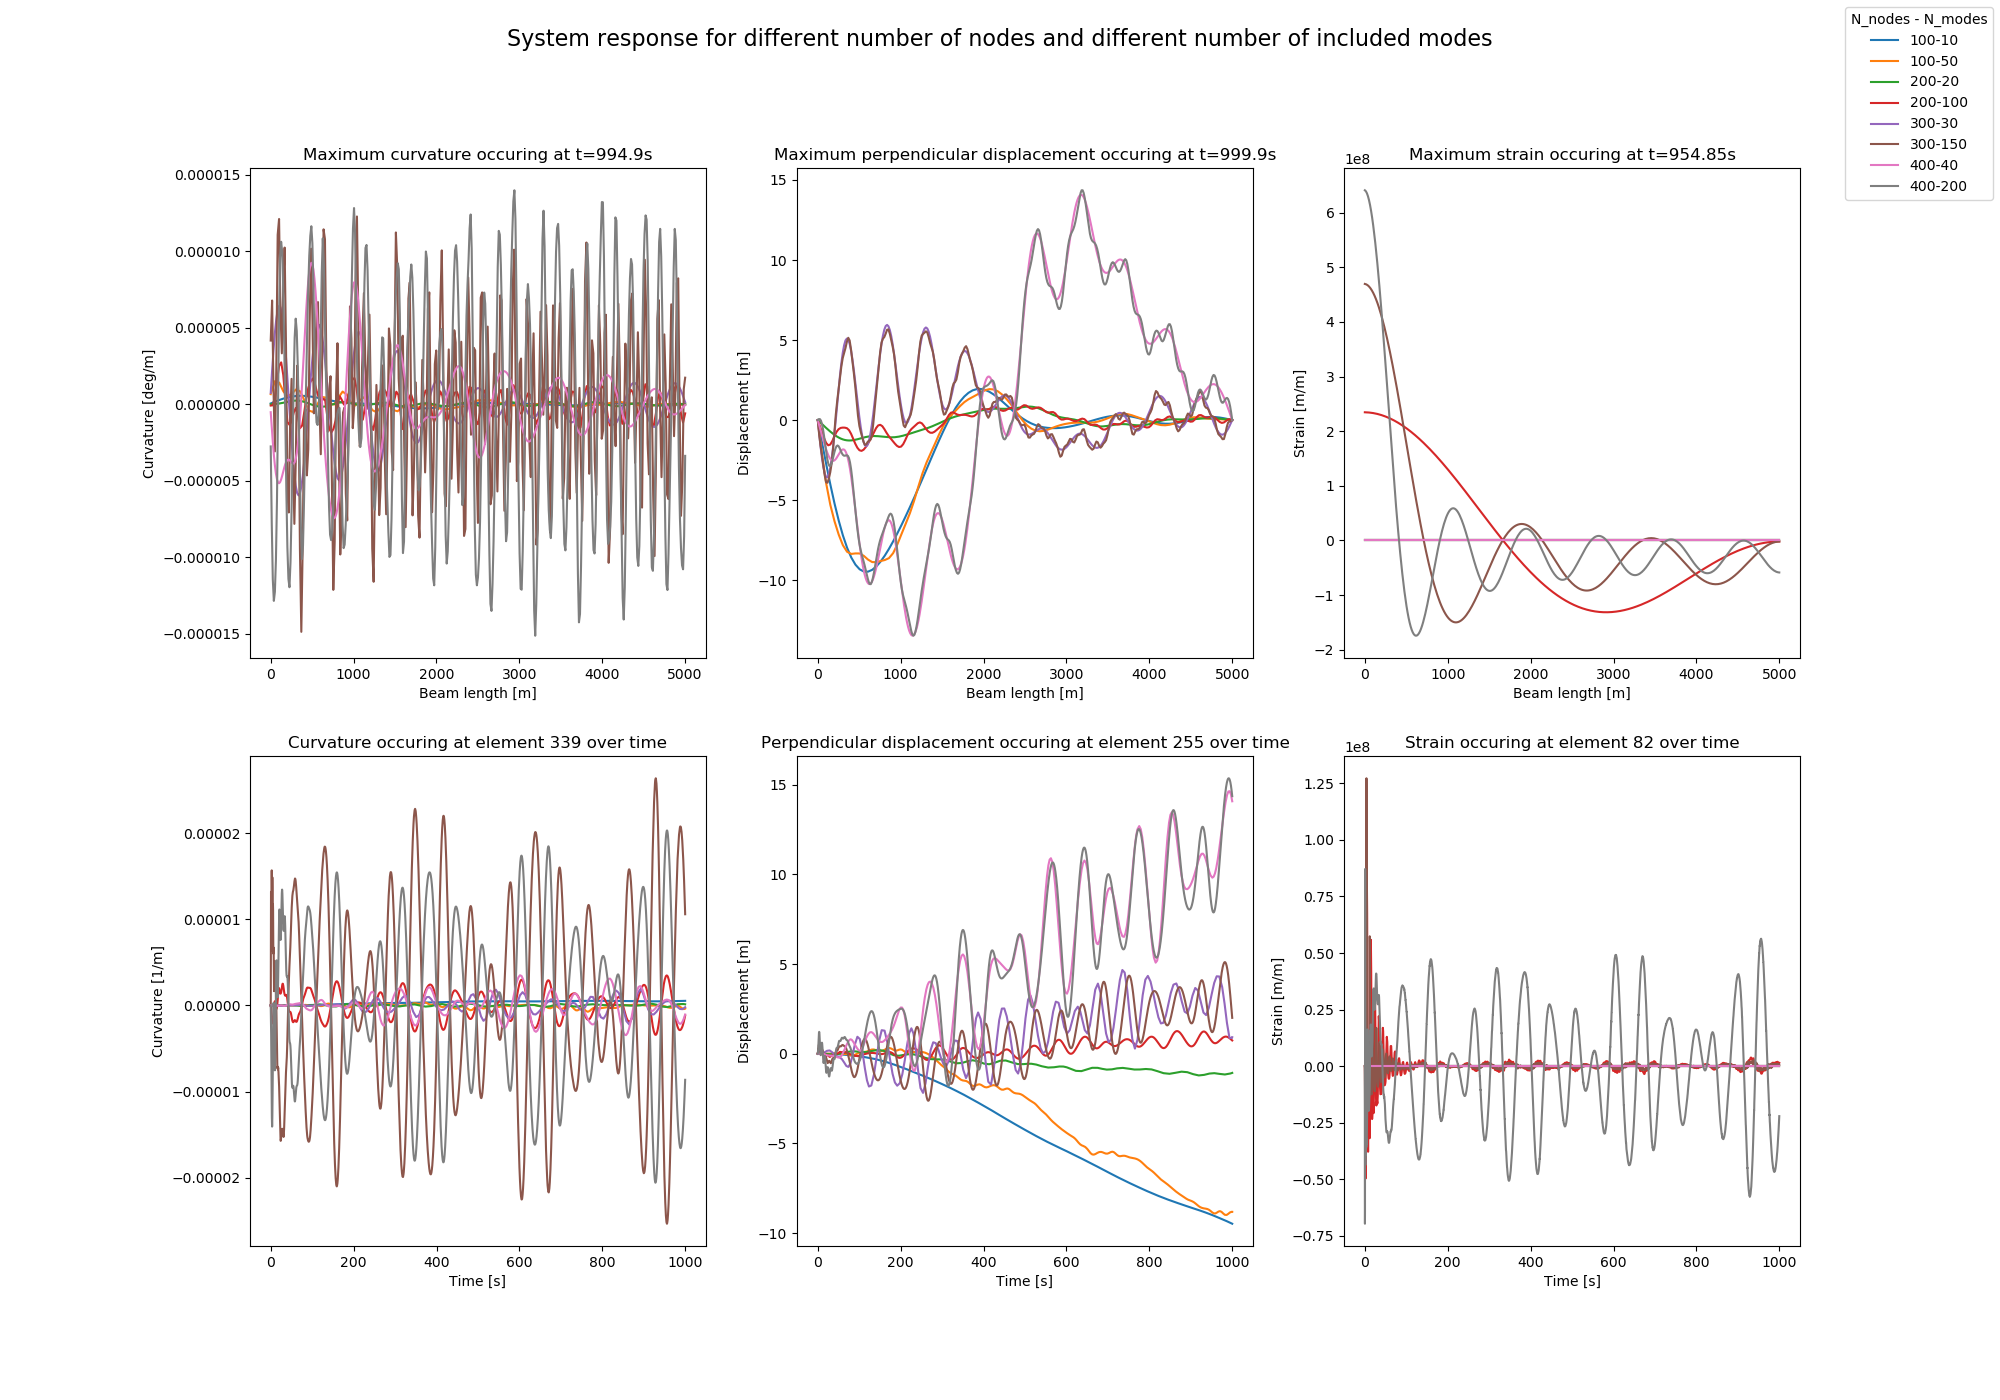 System response for different number of nodes and different number of included modes
N_nodes - N_modes
100-10
100-50
200-20
200-100
300-30
300-150
400-40
400-200
Maximum curvature occuring at t=994.9s
0.000015
0.000010
0.000005
0.000000
−0.000005
−0.000010
−0.000015
Curvature [deg/m]
0 1000 2000 3000 4000 5000
Beam length [m]
Maximum perpendicular displacement occuring at t=999.9s
15
10
5
0
−5
−10
Displacement [m]
0 1000 2000 3000 4000 5000
Beam length [m]
Maximum strain occuring at t=954.85s
1e8
6
5
4
3
2
1
0
−1
−2
Strain [m/m]
0 1000 2000 3000 4000 5000
Beam length [m]
Curvature occuring at element 339 over time
0.00002
0.00001
0.00000
−0.00001
−0.00002
Curvature [1/m]
0 200 400 600 800 1000
Time [s]
Perpendicular displacement occuring at element 255 over time
15
10
5
0
−5
−10
Displacement [m]
0 200 400 600 800 1000
Time [s]
Strain occuring at element 82 over time
1e8
1.25
1.00
0.75
0.50
0.25
0.00
−0.25
−0.50
−0.75
Strain [m/m]
0 200 400 600 800 1000
Time [s]